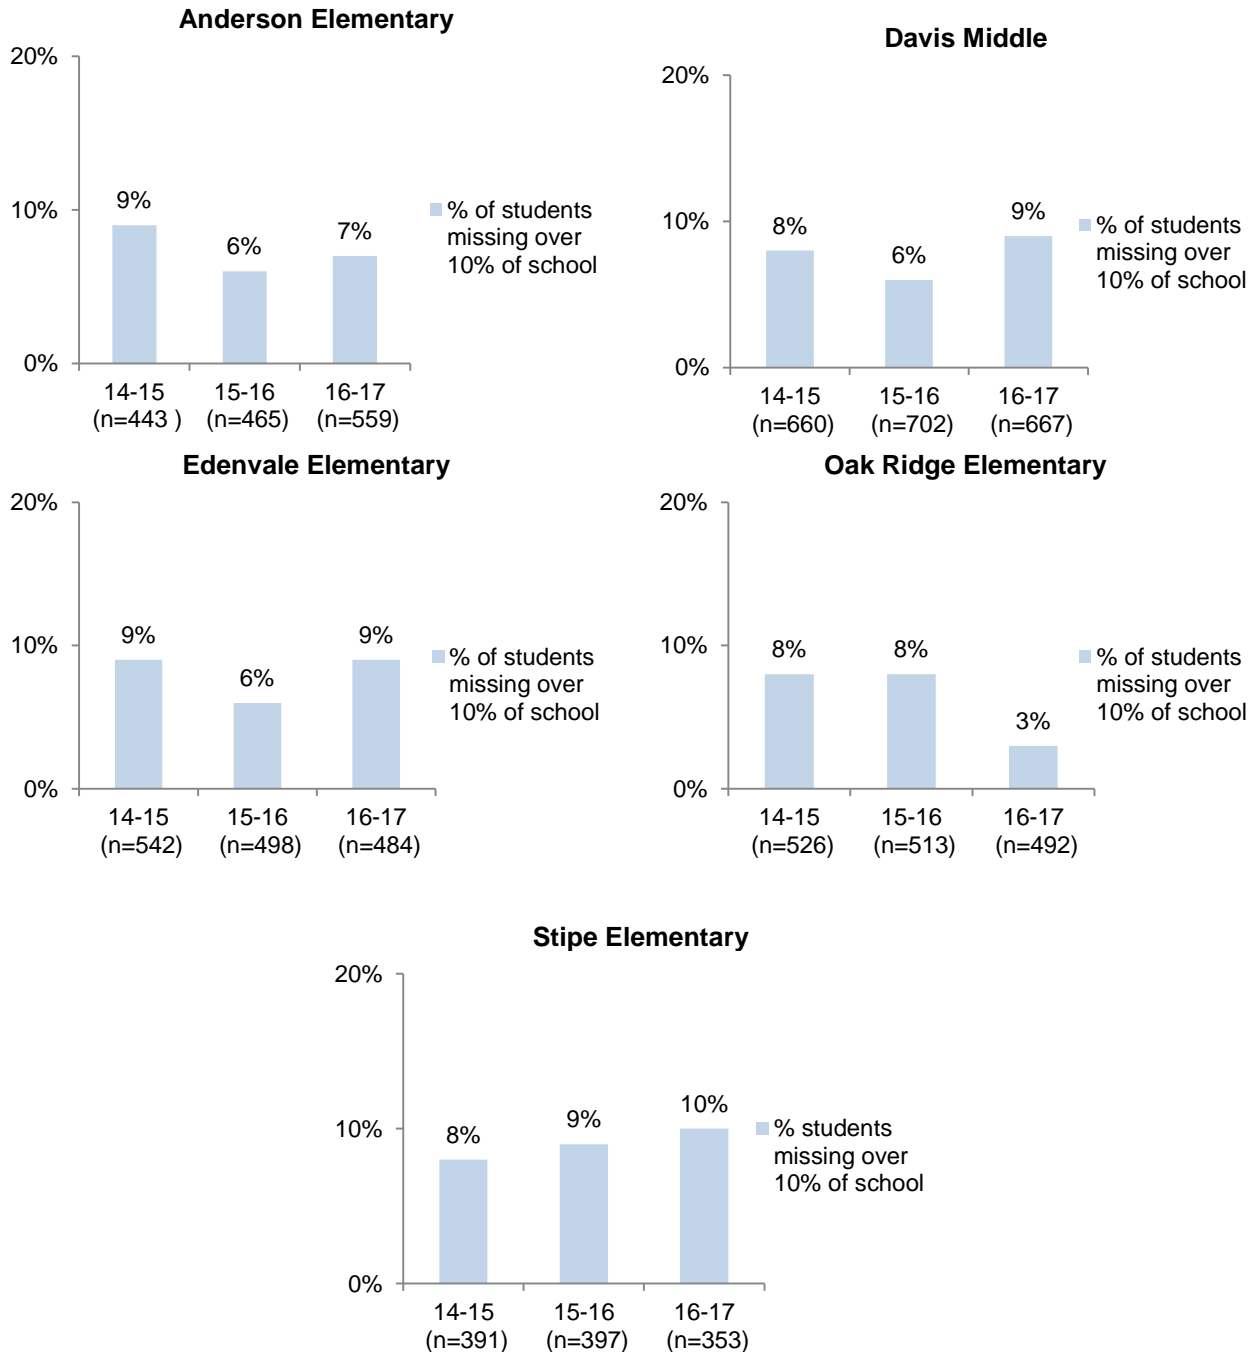 Anderson Elementary
20%
10%
0%
9%
6%
7%
14-15
(n=443 )
15-16
(n=465)
16-17
(n=559)
% of students
missing over
10% of school
Davis Middle
20%
10%
0%
8%
6%
9%
14-15
(n=660)
15-16
(n=702)
16-17
(n=667)
% of students
missing over
10% of school
Edenvale Elementary
20%
10%
0%
9%
6%
9%
14-15
(n=542)
15-16
(n=498)
16-17
(n=484)
% of students
missing over
10% of school
Oak Ridge Elementary
20%
10%
0%
8%
8%
3%
14-15
(n=526)
15-16
(n=513)
16-17
(n=492)
% of students
missing over
10% of school
Stipe Elementary
20%
10%
0%
8%
9%
10%
14-15
(n=391)
15-16
(n=397)
16-17
(n=353)
% students
missing over
10% of school